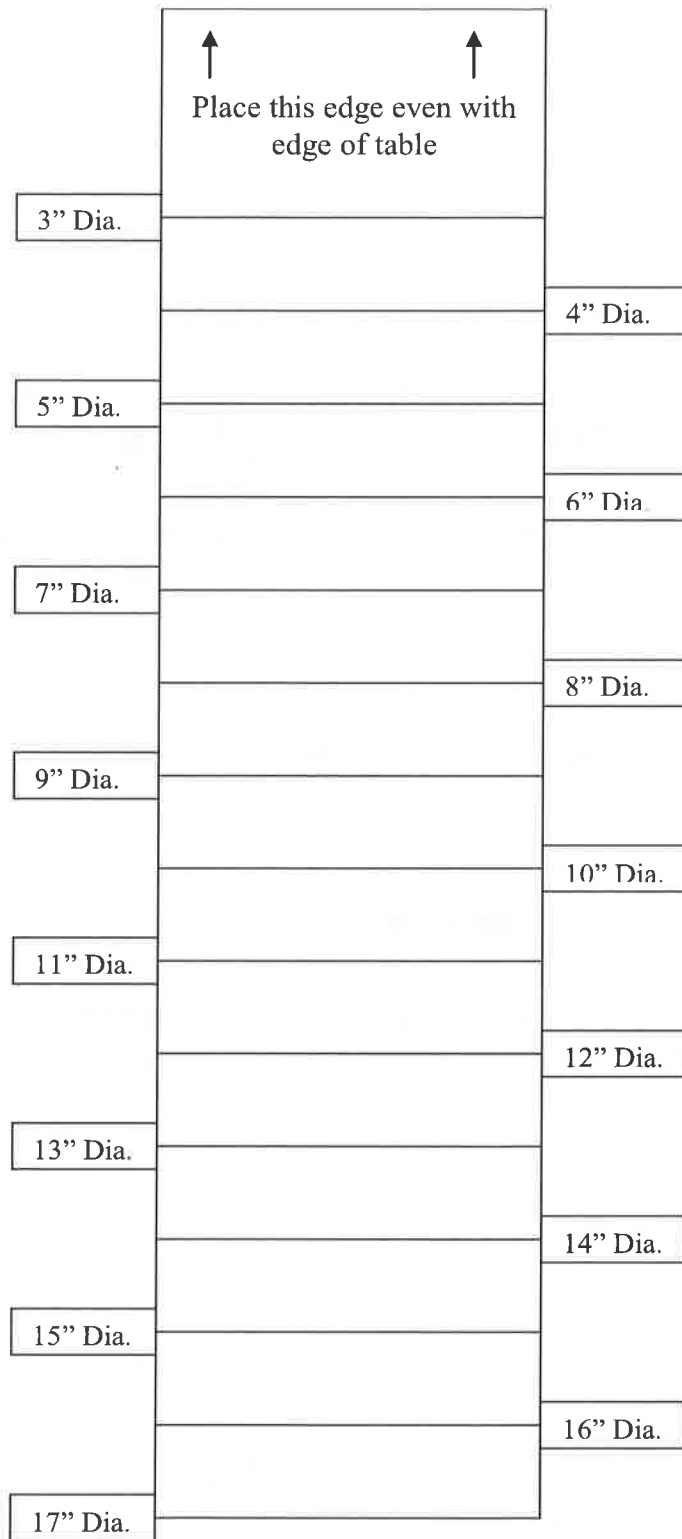 Place this edge even with
edge of table
3” Dia.
4” Dia.
5” Dia.
6” Dia.
7” Dia.
8” Dia.
9” Dia.
10” Dia.
11” Dia.
12” Dia.
13” Dia.
14” Dia.
15” Dia.
16” Dia.
17” Dia.